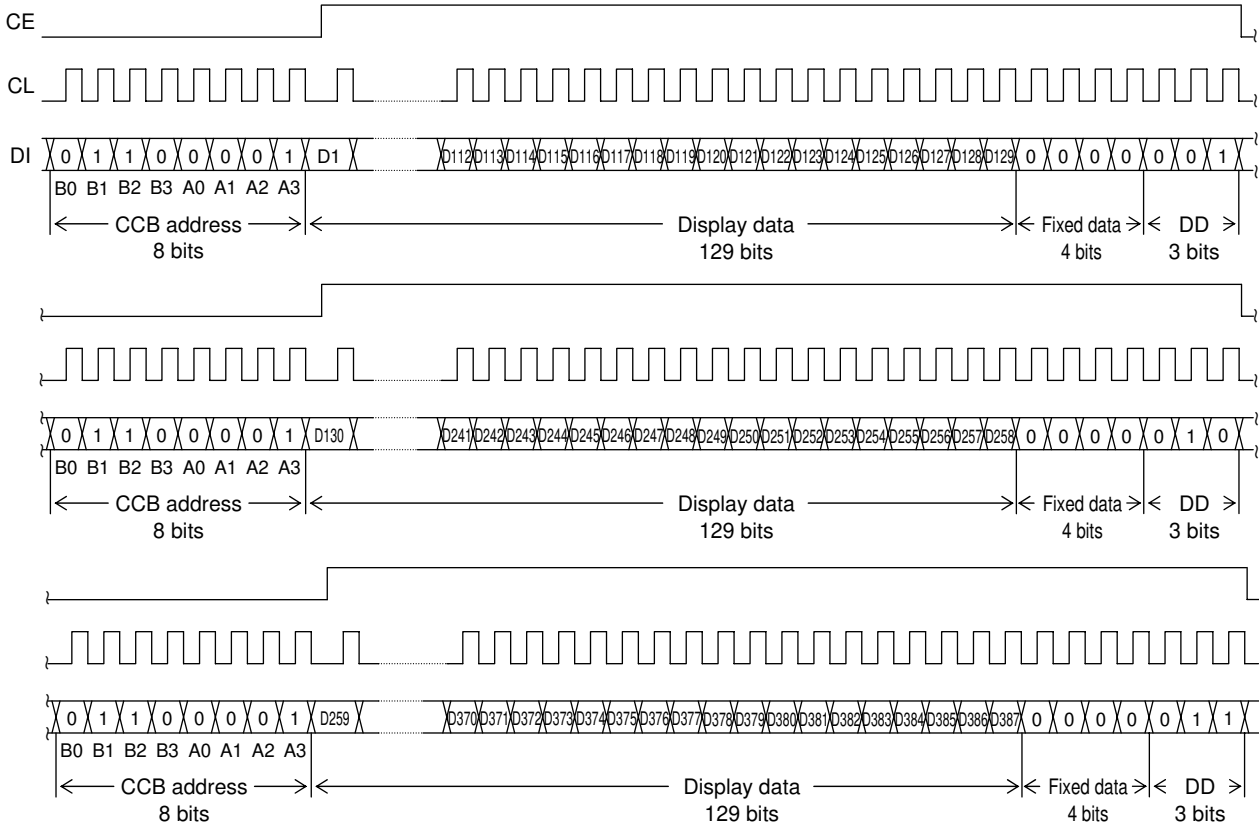 CE
CL
DI 0 1 1 0 0 0 0 1 D1 D112 D113 D114 D115 D116 D117 D118 D119 D120 D121 D122 D123 D124 D125 D126 D127 D128 D129 0 0 0 0 0 0 1
B0 B1 B2 B3 A0 A1 A2 A3
CCB address Display data Fixed data DD
8 bits 129 bits 4 bits 3 bits
0 1 1 0 0 0 0 1 D130 D241 D242 D243 D244 D245 D246 D247 D248 D249 D250 D251 D252 D253 D254 D255 D256 D257 D258 0 0 0 0 0 1 0
B0 B1 B2 B3 A0 A1 A2 A3
CCB address Display data Fixed data DD
8 bits 129 bits 4 bits 3 bits
0 1 1 0 0 0 0 1 D259 D370 D371 D372 D373 D374 D375 D376 D377 D378 D379 D380 D381 D382 D383 D384 D385 D386 D387 0 0 0 0 0 1 1
B0 B1 B2 B3 A0 A1 A2 A3
CCB address Display data Fixed data DD
8 bits 129 bits 4 bits 3 bits